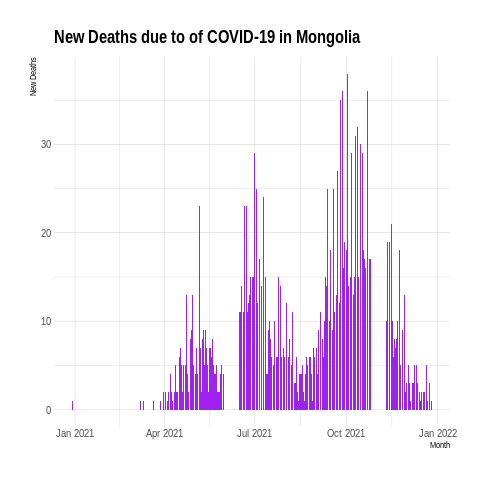 New Deaths due to of COVID-19 in Mongolia
New Deaths
30
20
10
0
Jan 2021 Apr 2021 Jul 2021 Oct 2021 Jan 2022
Month